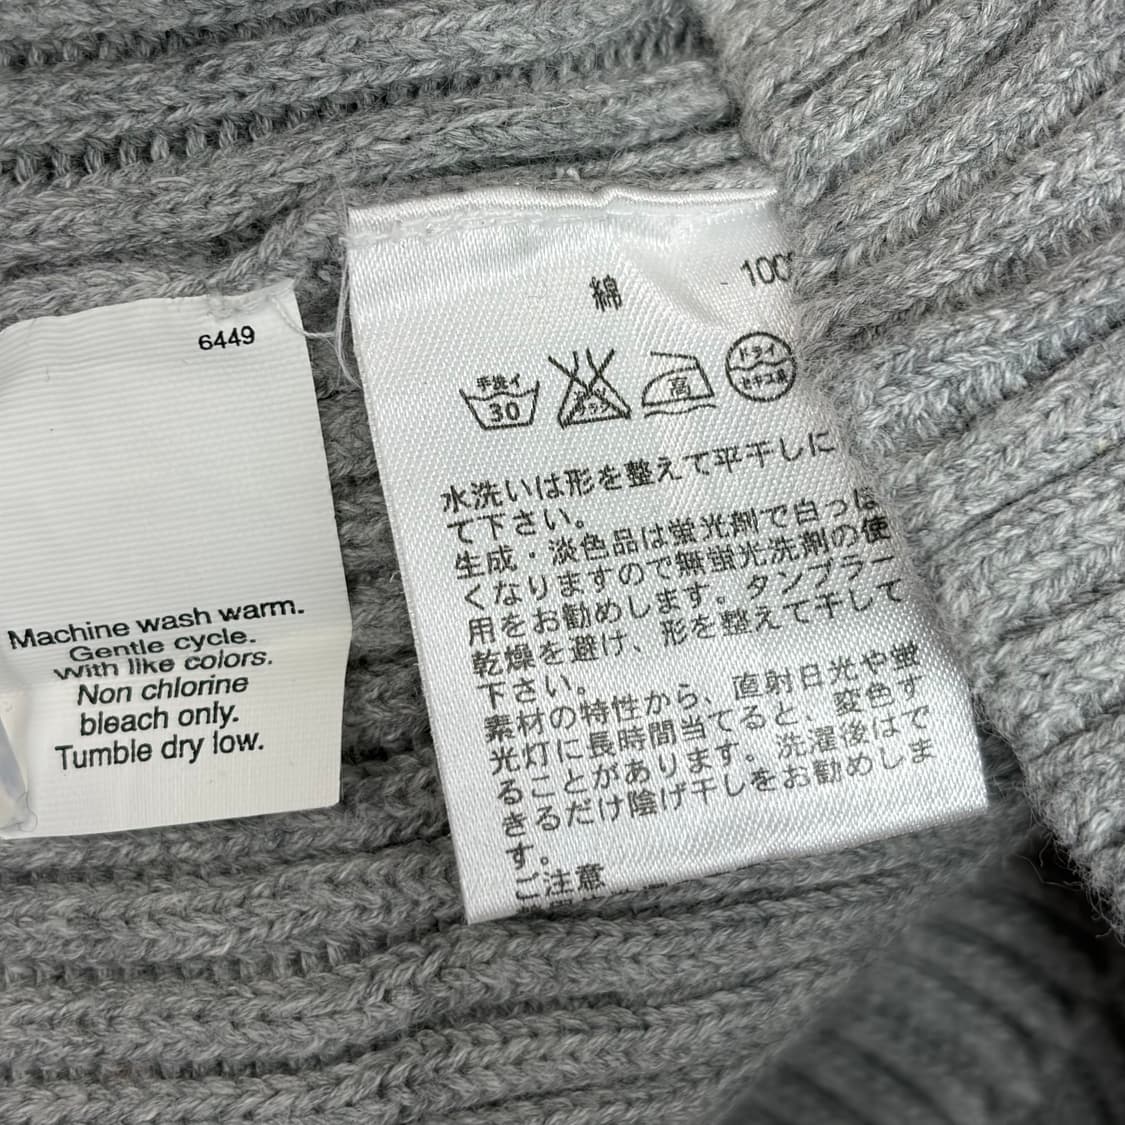 6449
Machine wash warm.
Gentle cycle.
with like colors.
Non chlorine
bleach only.
Tumble dry low.
綿 100
手洗イ
30
高
ドライ
水洗いは形を整えて平干しに
て下さい。
生成・淡色品は蛍光剤で白っぽ
くなりますので無蛍光洗剤の使
用をお勧めします。タンブラー
乾燥を避け、形を整えて干して
下さい。
素材の特性から、直射日光や蛍
光灯に長時間当てると、変色す
ることがあります。洗濯後はで
きるだけ陰げ干しをお勧めしま
す。
ご注意